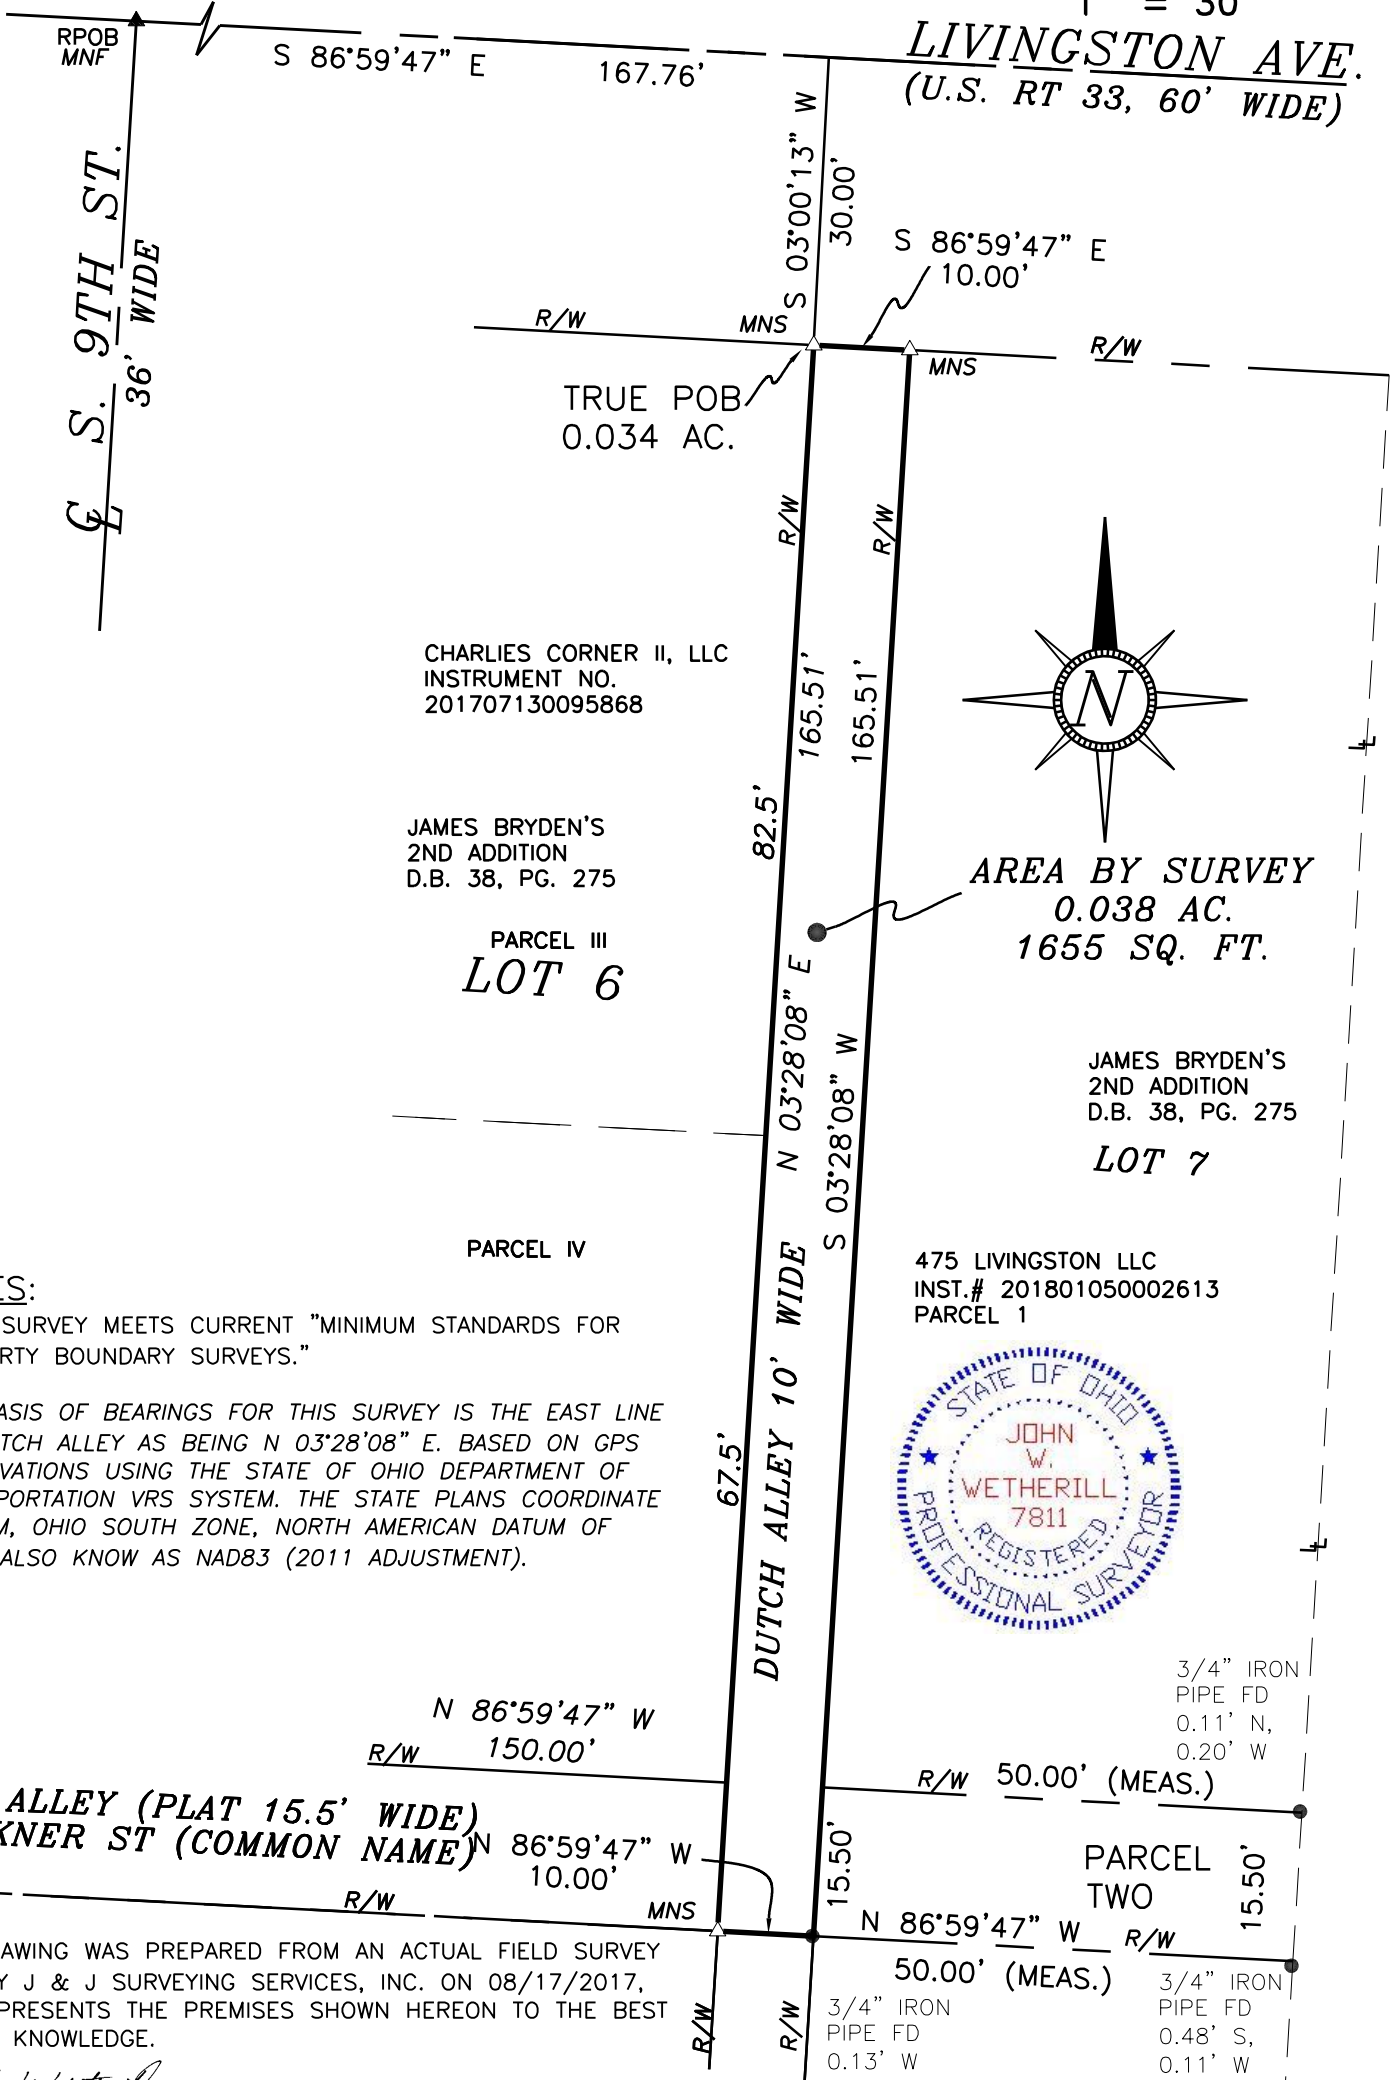 = 30
LIVINGSTON AVE.
(U.S. RT 33, 60' WIDE)
RPOB
MNF
S 86°59'47" E 167.76'
S 03°00'13" W
30.00'
S 86°59'47" E
10.00'
℄ S. 9TH ST.
36' WIDE
R/W
MNS
R/W
MNS
TRUE POB
0.034 AC.
R/W
R/W
CHARLIES CORNER II, LLC
INSTRUMENT NO.
201707130095868
165.51'
165.51'
N
82.5'
JAMES BRYDEN'S
2ND ADDITION
D.B. 38, PG. 275
AREA BY SURVEY
0.038 AC.
1655 SQ. FT.
PARCEL III
LOT 6
N 03°28'08" E
S 03°28'08" W
JAMES BRYDEN'S
2ND ADDITION
D.B. 38, PG. 275
LOT 7
PARCEL IV
475 LIVINGSTON LLC
INST.# 201801050002613
PARCEL 1
ES:
SURVEY MEETS CURRENT "MINIMUM STANDARDS FOR
RTY BOUNDARY SURVEYS."
ASIS OF BEARINGS FOR THIS SURVEY IS THE EAST LINE
TCH ALLEY AS BEING N 03°28'08" E. BASED ON GPS
VATIONS USING THE STATE OF OHIO DEPARTMENT OF
PORTATION VRS SYSTEM. THE STATE PLANS COORDINATE
M, OHIO SOUTH ZONE, NORTH AMERICAN DATUM OF
ALSO KNOW AS NAD83 (2011 ADJUSTMENT).
67.5'
DUTCH ALLEY 10' WIDE
STATE OF OHIO
JOHN
W.
WETHERILL
7811
REGISTERED
PROFESSIONAL SURVEYOR
3/4" IRON
PIPE FD
0.11' N,
0.20' W
N 86°59'47" W
150.00'
R/W
R/W 50.00' (MEAS.)
ALLEY (PLAT 15.5' WIDE)
KNER ST (COMMON NAME)
N 86°59'47" W
10.00'
15.50'
PARCEL
TWO
15.50'
R/W
MNS
N 86°59'47" W R/W
50.00' (MEAS.)
AWING WAS PREPARED FROM AN ACTUAL FIELD SURVEY
Y J & J SURVEYING SERVICES, INC. ON 08/17/2017,
PRESENTS THE PREMISES SHOWN HEREON TO THE BEST
KNOWLEDGE.
R/W
R/W
3/4" IRON
PIPE FD
0.13' W
3/4" IRON
PIPE FD
0.48' S,
0.11' W